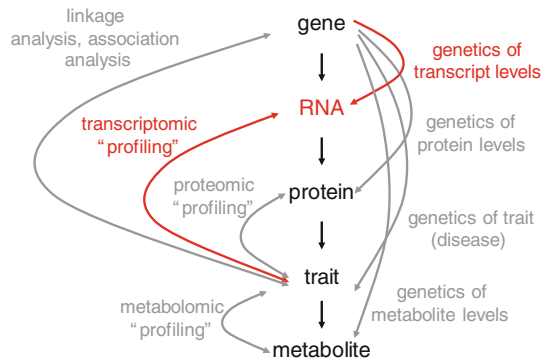 linkage
analysis, association
analysis
gene
genetics of
transcript levels
RNA
transcriptomic
“profiling”
genetics of
protein levels
proteomic
“profiling”
protein
genetics of trait
(disease)
trait
genetics of
metabolite levels
metabolomic
“profiling”
metabolite